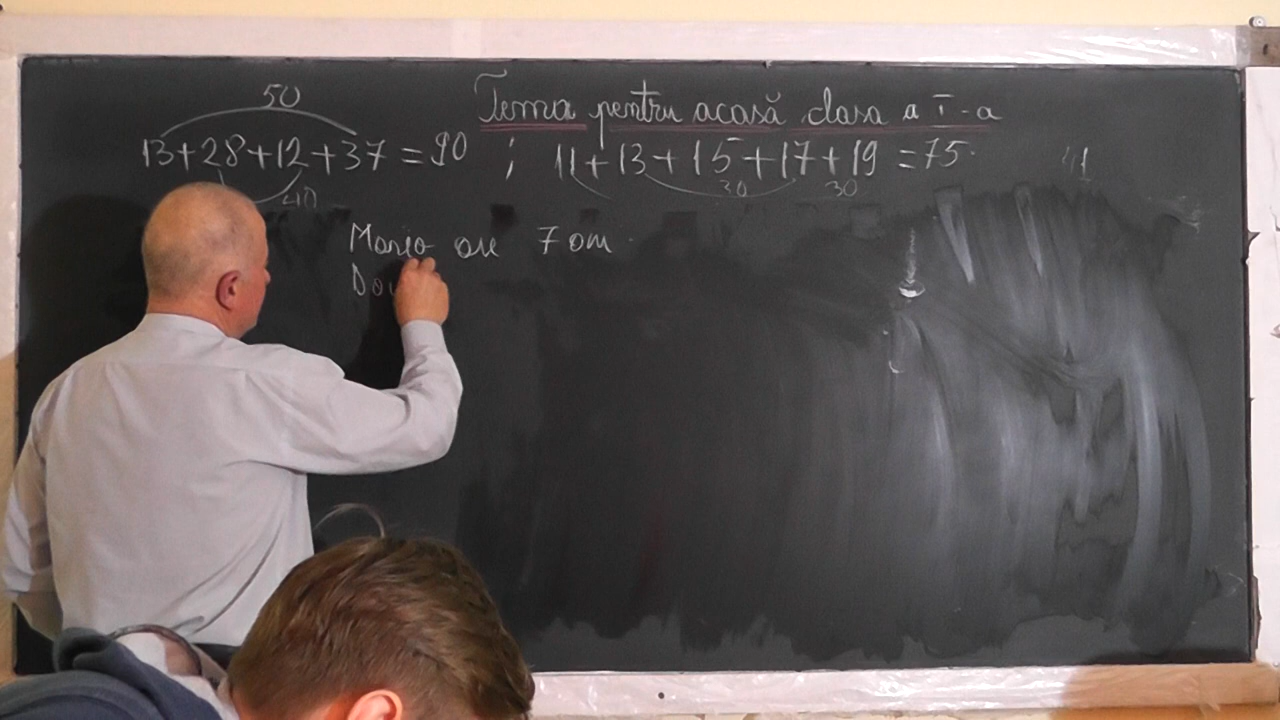 Tema pentru acasă clasa a I-a
50
13+28+12+37=90 ; 11+13+15+17+19=75.
40 30 30
Maria are 7 ani